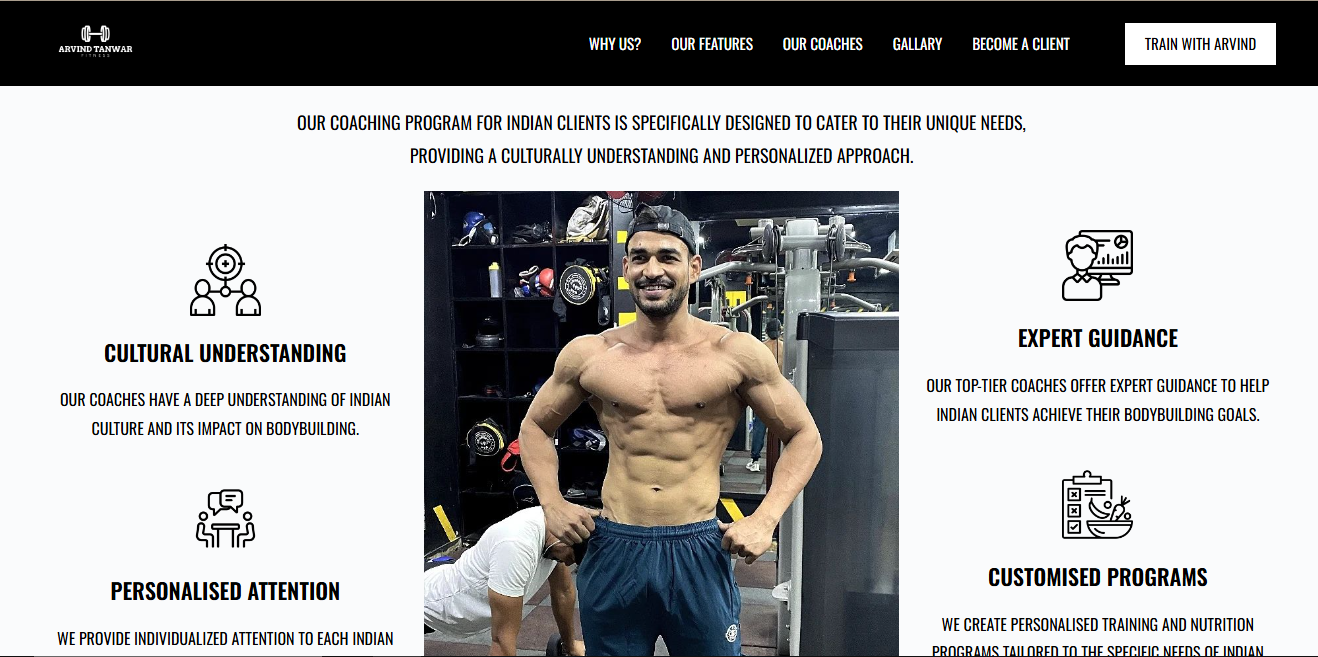 ARVIND TANWAR
FITNESS
WHY US?
OUR FEATURES
OUR COACHES
GALLARY
BECOME A CLIENT
TRAIN WITH ARVIND
OUR COACHING PROGRAM FOR INDIAN CLIENTS IS SPECIFICALLY DESIGNED TO CATER TO THEIR UNIQUE NEEDS,
PROVIDING A CULTURALLY UNDERSTANDING AND PERSONALIZED APPROACH.
CULTURAL UNDERSTANDING
OUR COACHES HAVE A DEEP UNDERSTANDING OF INDIAN
CULTURE AND ITS IMPACT ON BODYBUILDING.
PERSONALISED ATTENTION
WE PROVIDE INDIVIDUALIZED ATTENTION TO EACH INDIAN
EXPERT GUIDANCE
OUR TOP-TIER COACHES OFFER EXPERT GUIDANCE TO HELP
INDIAN CLIENTS ACHIEVE THEIR BODYBUILDING GOALS.
CUSTOMISED PROGRAMS
WE CREATE PERSONALISED TRAINING AND NUTRITION
PROGRAMS TAILORED TO THE SPECIFIC NEEDS OF INDIAN